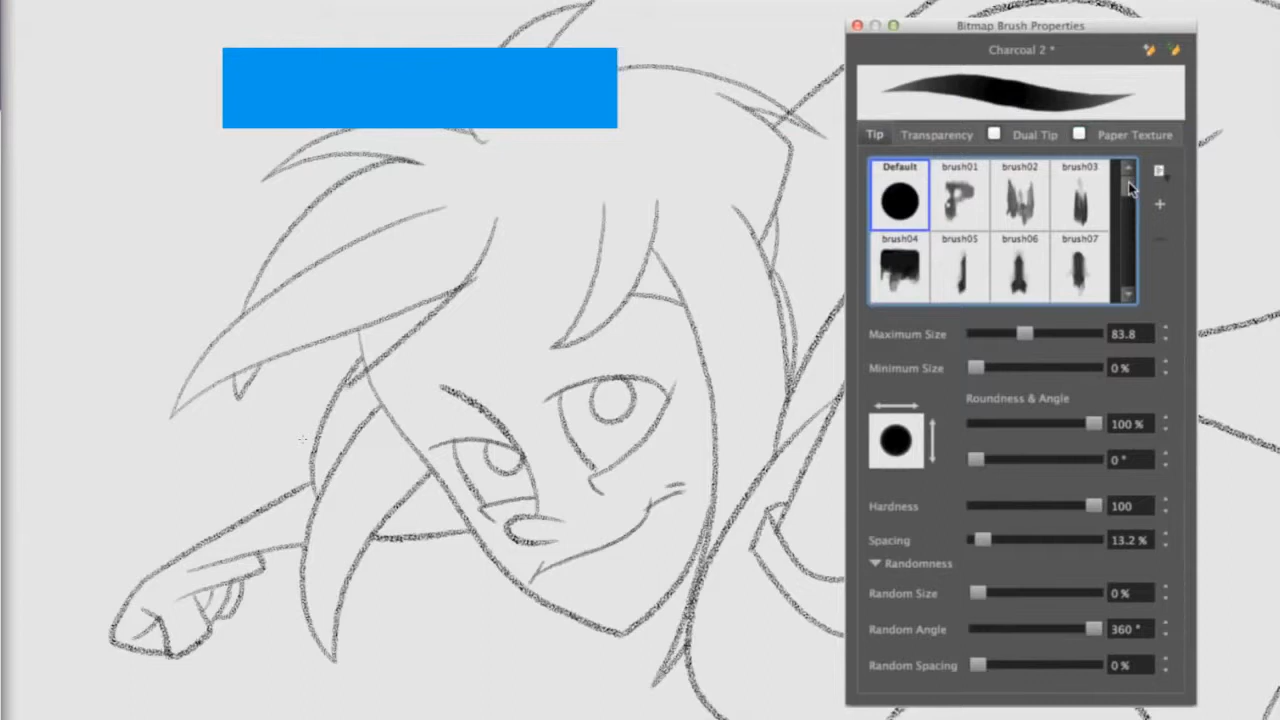 Bitmap Brush Properties
Charcoal 2 *
Tip Transparency Dual Tip Paper Texture
Default brush01 brush02 brush03
brush04 brush05 brush06 brush07
Maximum Size 83.8
Minimum Size 0 %
Roundness & Angle
100 %
0 °
Hardness 100
Spacing 13.2 %
Randomness
Random Size 0 %
Random Angle 360 °
Random Spacing 0 %